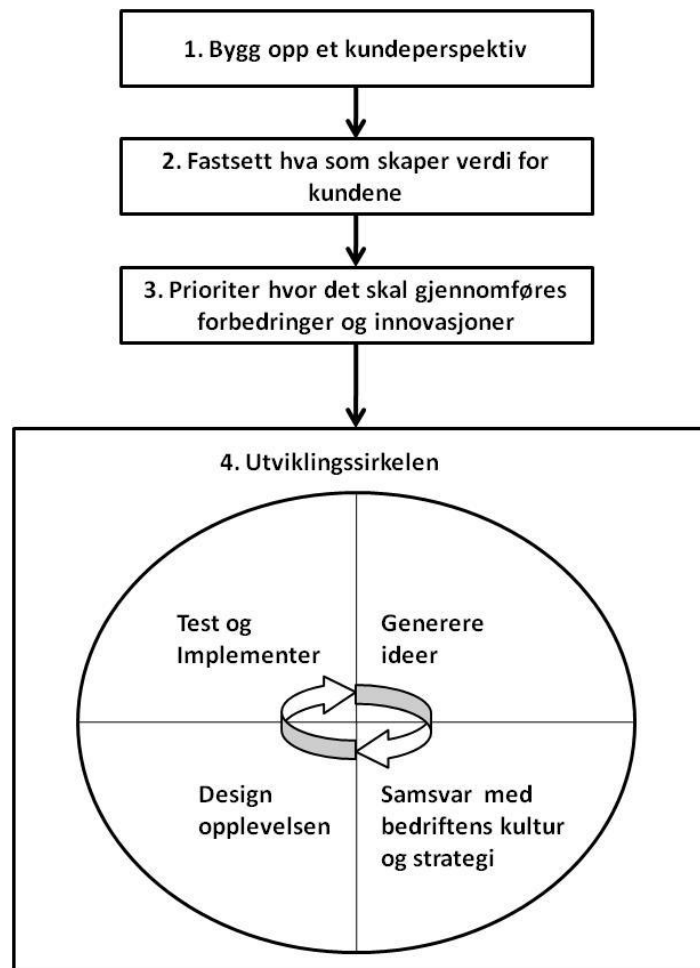 1. Bygg opp et kundeperspektiv
2. Fastsett hva som skaper verdi for
kundene
3. Prioriter hvor det skal gjennomføres
forbedringer og innovasjoner
4. Utviklingssirkelen
Test og
Implementer
Generere
ideer
Design
opplevelsen
Samsvar med
bedriftens kultur
og strategi